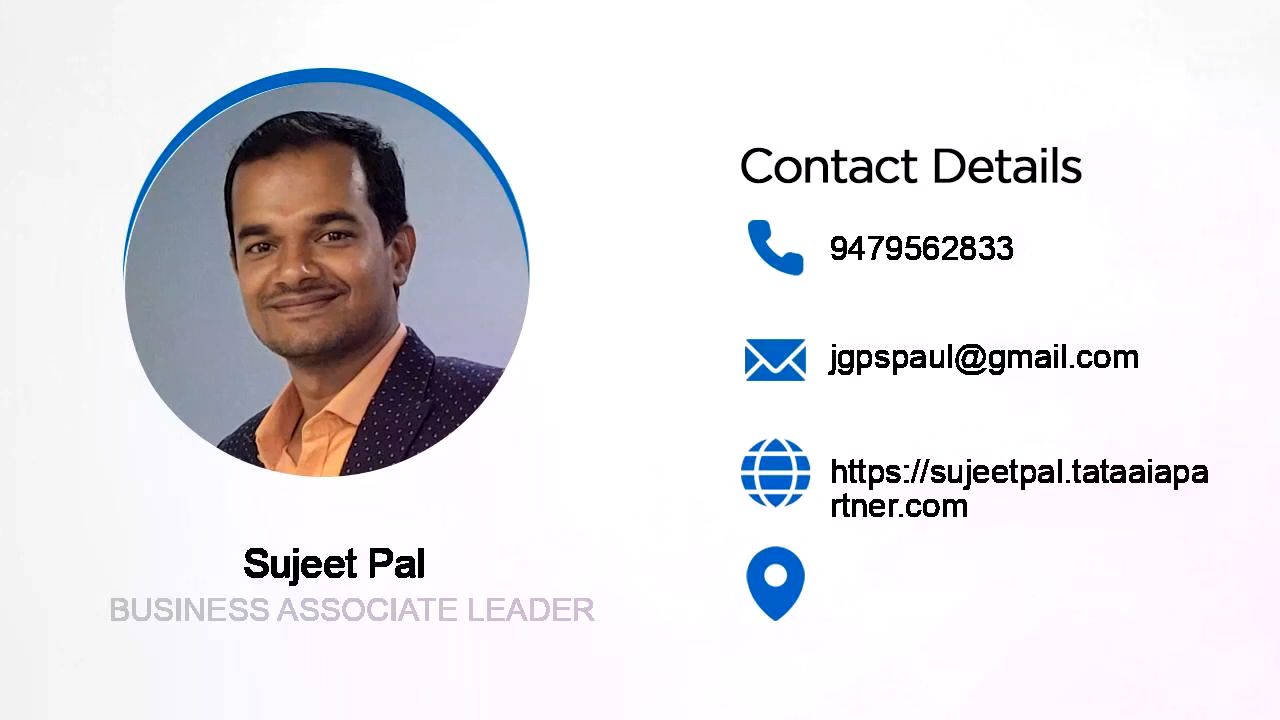 Contact Details
9479562833
jgpspaul@gmail.com
https://sujeetpal.tataaiapa
rtner.com
Sujeet Pal
BUSINESS ASSOCIATE LEADER